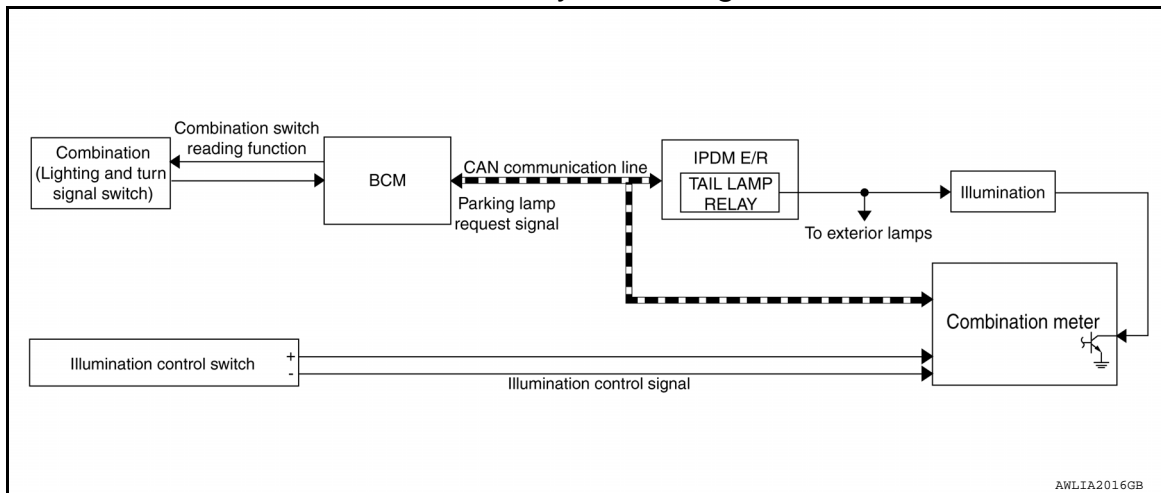 Combination switch
reading function
Combination
(Lighting and turn
signal switch)
BCM
CAN communication line
Parking lamp
request signal
IPDM E/R
TAIL LAMP
RELAY
To exterior lamps
Illumination
Combination meter
Illumination control switch
+
-
Illumination control signal
AWLIA2016GB